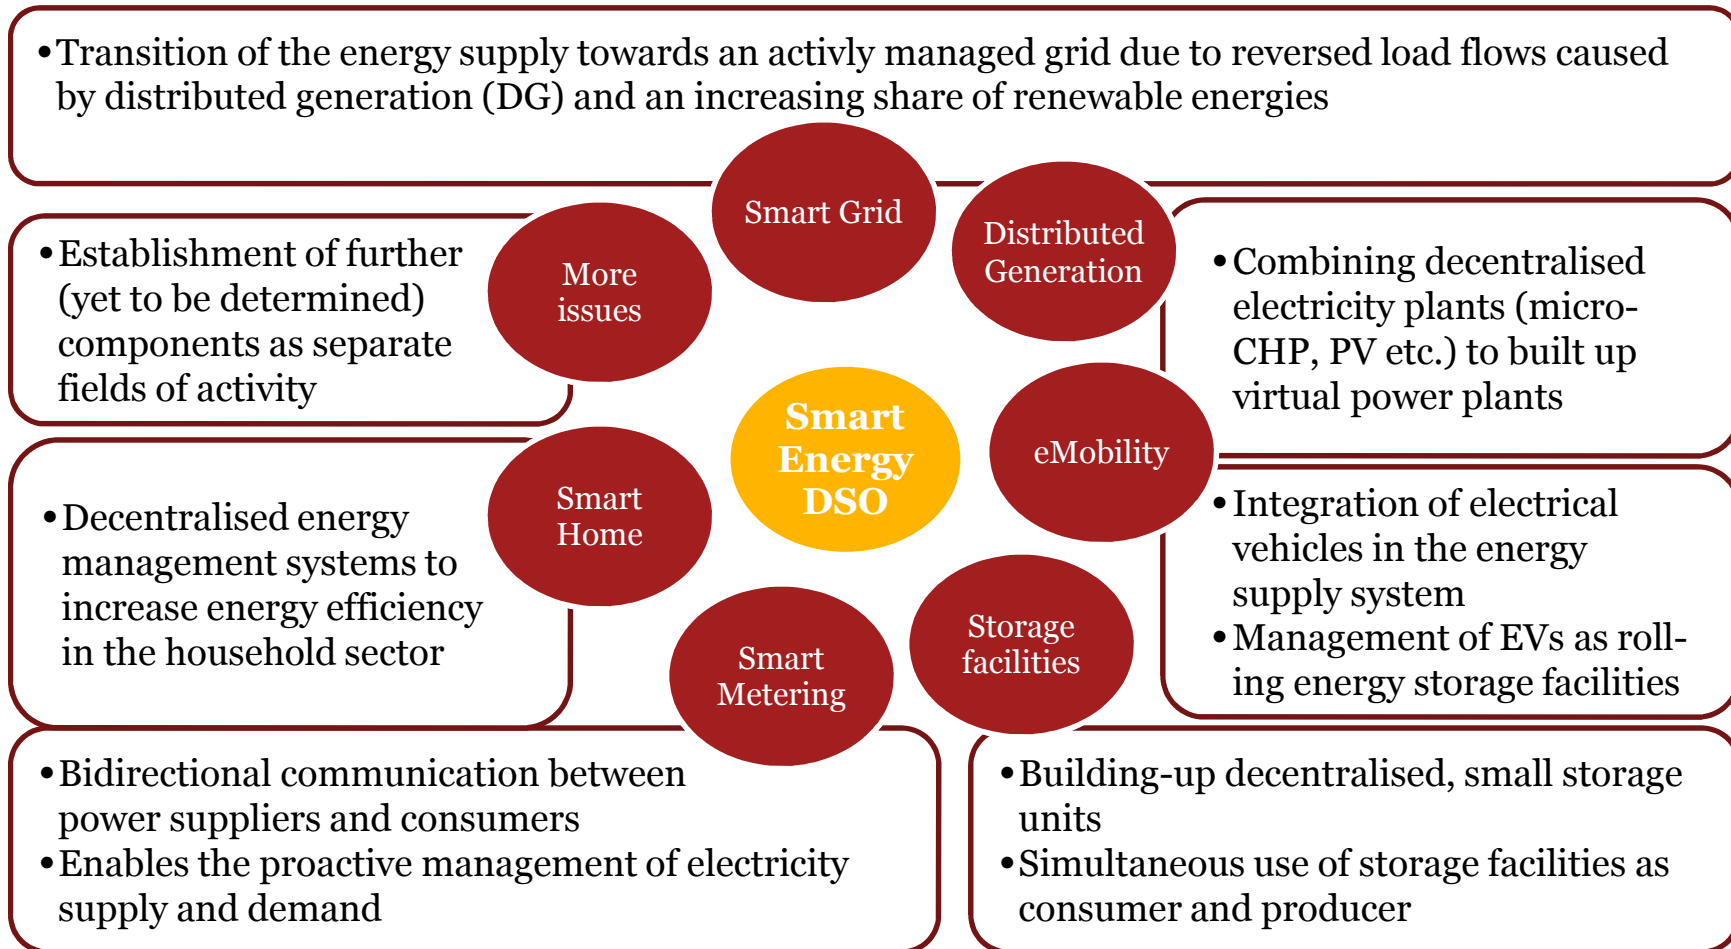 •Transition of the energy supply towards an activly managed grid due to reversed load flows caused
by distributed generation (DG) and an increasing share of renewable energies
Smart Grid
Distributed
Generation
More
issues
•Establishment of further
(yet to be determined)
components as separate
fields of activity
•Combining decentralised
electricity plants (micro-
CHP, PV etc.) to built up
virtual power plants
Smart
Energy
DSO
eMobility
Smart
Home
•Decentralised energy
management systems to
increase energy efficiency
in the household sector
•Integration of electrical
vehicles in the energy
supply system
•Management of EVs as roll-
ing energy storage facilities
Storage
facilities
Smart
Metering
•Bidirectional communication between
power suppliers and consumers
•Enables the proactive management of electricity
supply and demand
•Building-up decentralised, small storage
units
•Simultaneous use of storage facilities as
consumer and producer